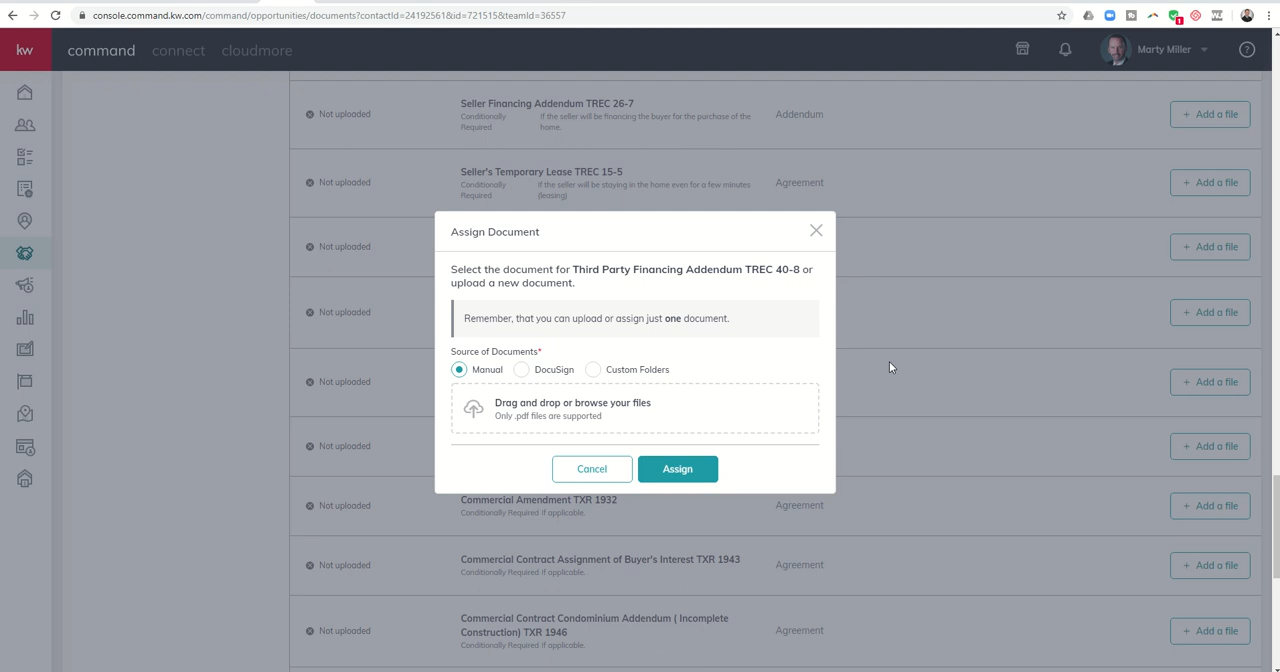 console.command.kw.com/command/opportunities/documents?contactId=24192561&id=721515&teamId=36557
1
kw
command connect cloudmore
Marty Miller
?
Not uploaded
Seller Financing Addendum TREC 26-7
Conditionally Required
If the seller will be financing the buyer for the purchase of the home.
Addendum
+ Add a file
Not uploaded
Seller's Temporary Lease TREC 15-5
Conditionally Required
If the seller will be staying in the home even for a few minutes (leasing)
Agreement
+ Add a file
Not uploaded
+ Add a file
Not uploaded
+ Add a file
Not uploaded
+ Add a file
Not uploaded
+ Add a file
Assign Document
Select the document for Third Party Financing Addendum TREC 40-8 or
upload a new document.
Remember, that you can upload or assign just one document.
Source of Documents*
Manual DocuSign Custom Folders
Drag and drop or browse your files
Only .pdf files are supported
Cancel Assign
Not uploaded
Commercial Amendment TXR 1932
Conditionally Required If applicable.
Agreement
+ Add a file
Not uploaded
Commercial Contract Assignment of Buyer's Interest TXR 1943
Conditionally Required If applicable.
Agreement
+ Add a file
Not uploaded
Commercial Contract Condominium Addendum ( Incomplete
Construction) TXR 1946
Conditionally Required If applicable.
Agreement
+ Add a file